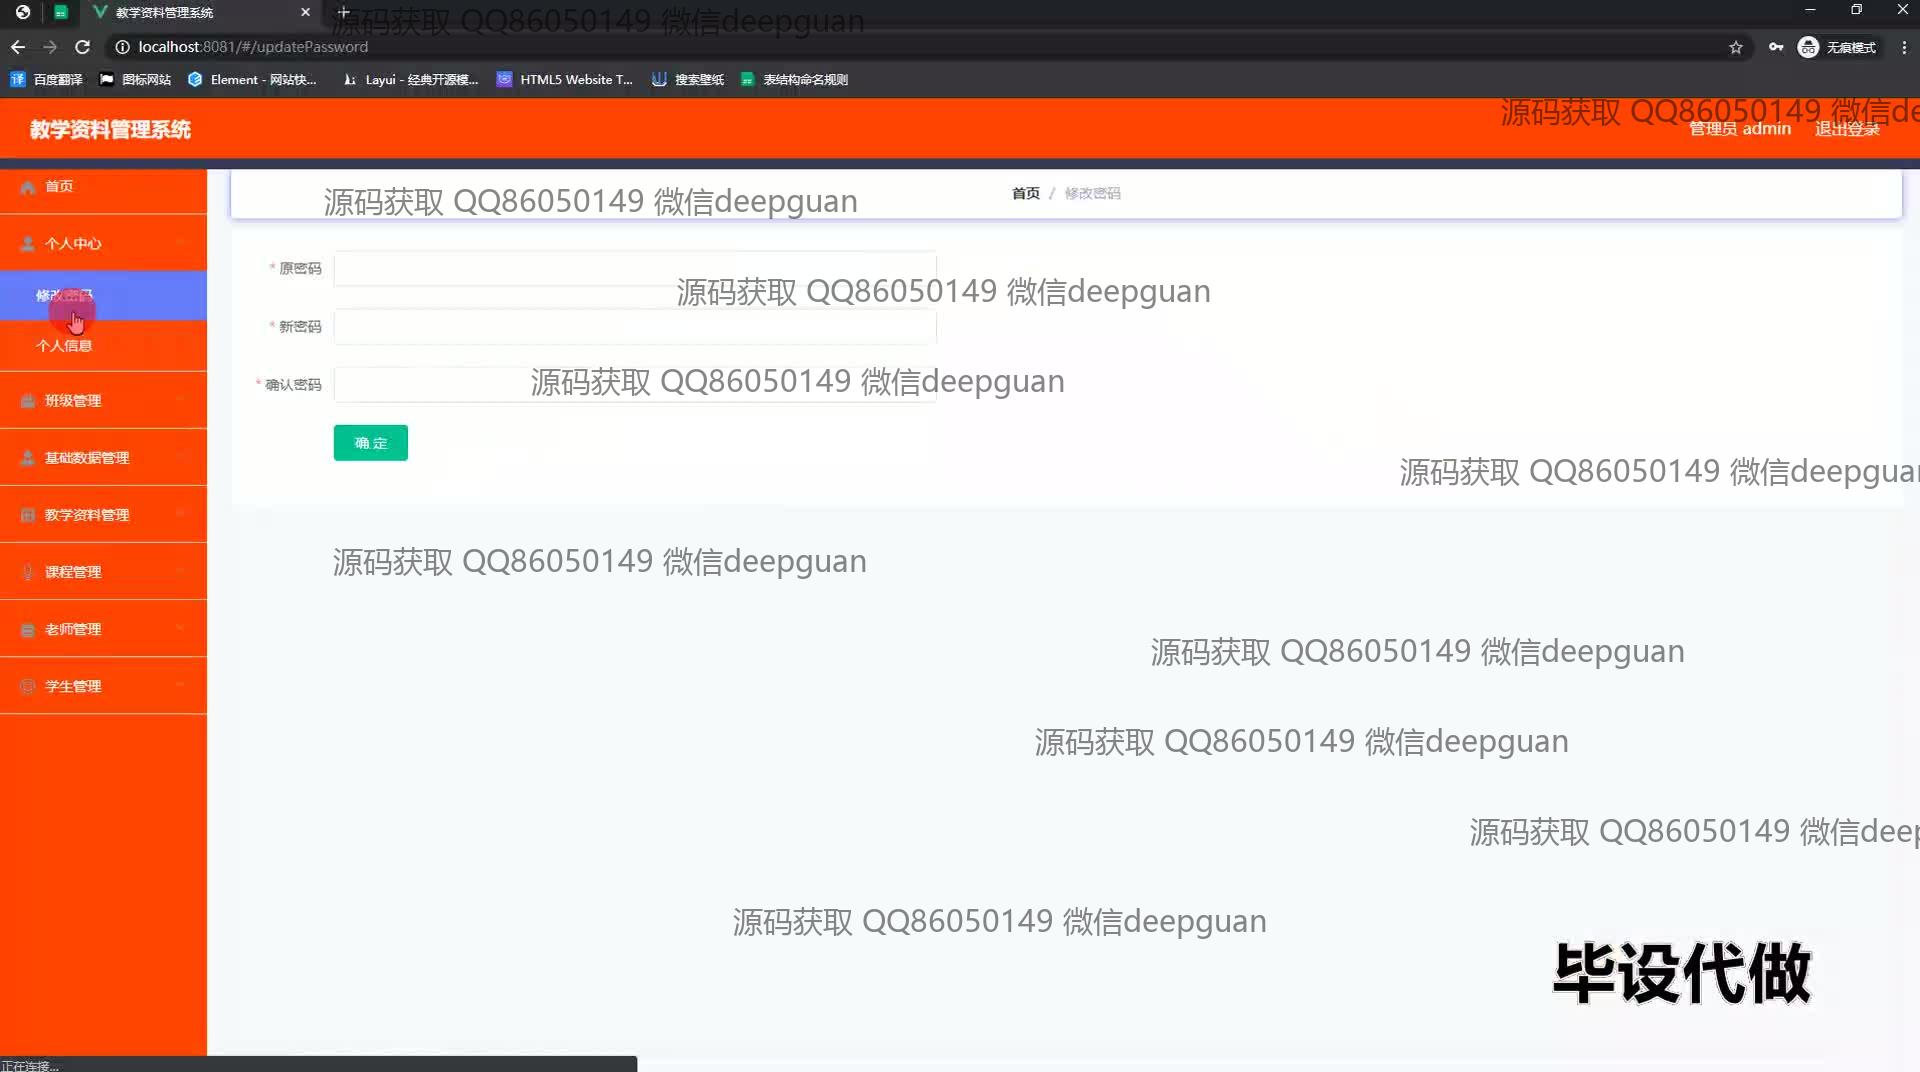 教学资料管理系统
源码获取 QQ86050149 微信deepguan
localhost:8081/#/updatePassword
无痕模式
百度翻译 图标网站 Element - 网站快... Layui - 经典开源模... HTML5 Website T... 搜索壁纸 表结构命名规则
源码获取 QQ86050149 微信de
教学资料管理系统
管理员 admin 退出登录
首页
源码获取 QQ86050149 微信deepguan
首页 / 修改密码
个人中心
* 原密码
源码获取 QQ86050149 微信deepguan
修改密码
* 新密码
个人信息
* 确认密码
源码获取 QQ86050149 微信deepguan
班级管理
确 定
基础数据管理
源码获取 QQ86050149 微信deepguan
教学资料管理
源码获取 QQ86050149 微信deepguan
课程管理
老师管理
源码获取 QQ86050149 微信deepguan
学生管理
源码获取 QQ86050149 微信deepguan
源码获取 QQ86050149 微信deep
源码获取 QQ86050149 微信deepguan
毕设代做
正在连接...